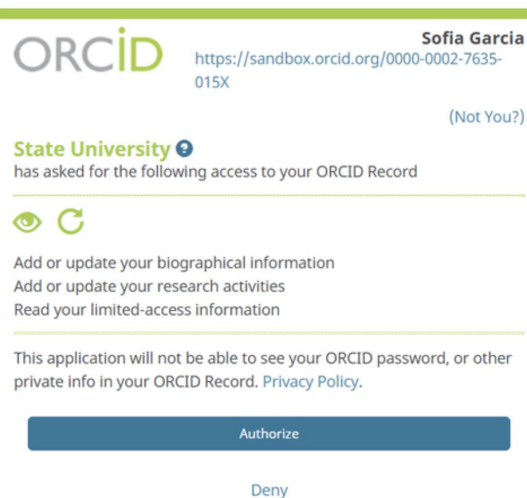 ORCiD
Sofia Garcia
https://sandbox.orcid.org/0000-0002-7635-
015X
(Not You?)
State University ?
has asked for the following access to your ORCID Record
Add or update your biographical information
Add or update your research activities
Read your limited-access information
This application will not be able to see your ORCID password, or other
private info in your ORCID Record. Privacy Policy.
Authorize
Deny